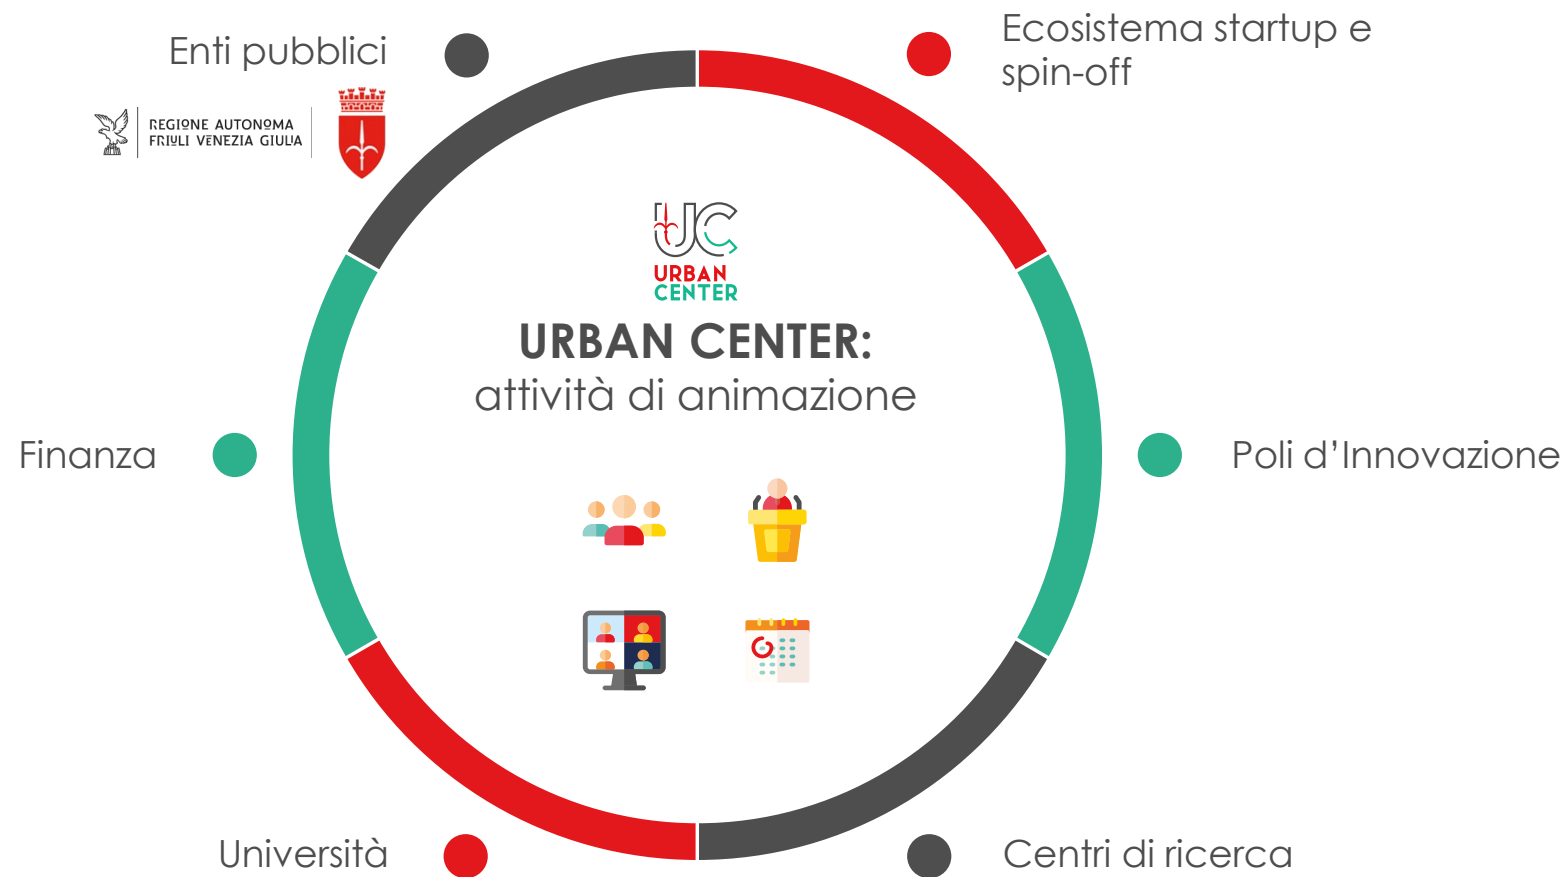 Enti pubblici
REGIONE AUTONOMA
FRIULI VENEZIA GIULIA
Ecosistema startup e
spin-off
UC
URBAN
CENTER
URBAN CENTER:
attività di animazione
Finanza
Poli d’Innovazione
Università
Centri di ricerca